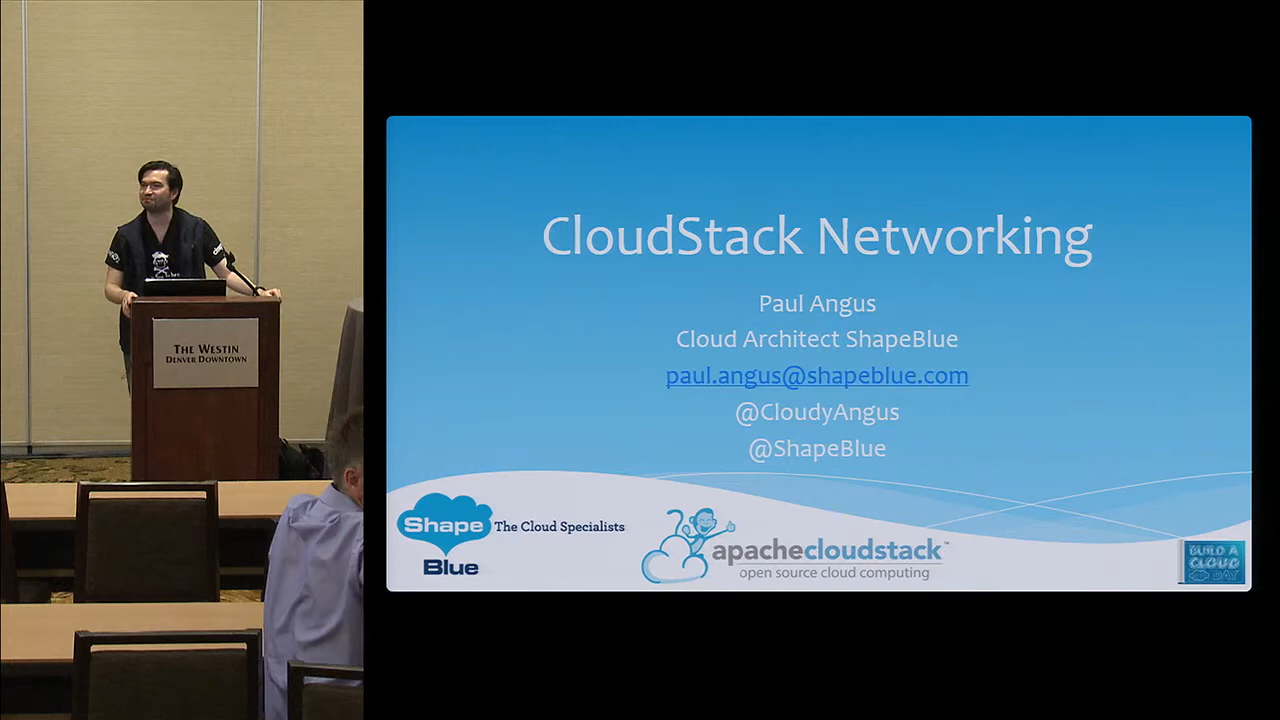 THE WESTIN
DENVER DOWNTOWN
CloudStack Networking
Paul Angus
Cloud Architect ShapeBlue
paul.angus@shapeblue.com
@CloudyAngus
@ShapeBlue
Shape
Blue
The Cloud Specialists
apachecloudstack™
open source cloud computing
BUILD A
CLOUD
DAY